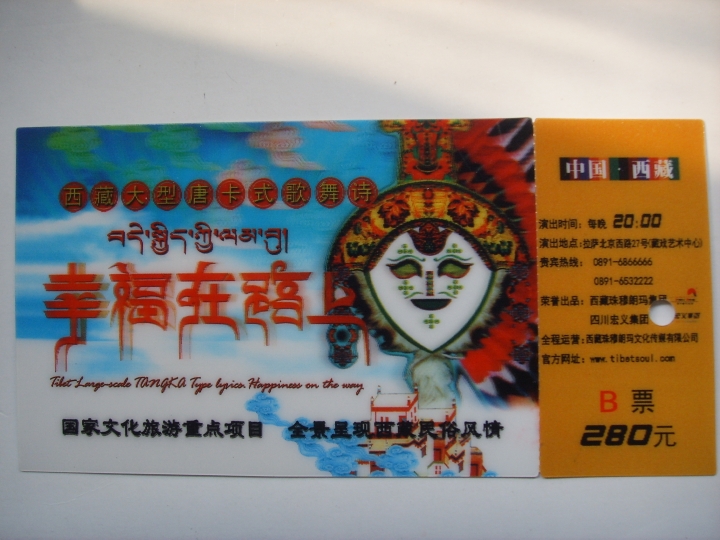 西藏大型唐卡式歌舞诗
幸福在路上
Tibet Large-scale TANGKA Type lyrics. Happiness on the way
国家文化旅游重点项目 全景呈现西藏民俗风情
中国·西藏
演出时间：每晚 20:00
演出地点：拉萨北京西路27号(藏戏艺术中心)
贵宾热线： 0891-6866666
0891-6532222
荣誉出品： 西藏珠雅朗玛集团
四川宏义集团
全程运营：西藏珠雅朗玛文化传展有限公司
官方网址： www.tibetsoul.com
B 票
280元